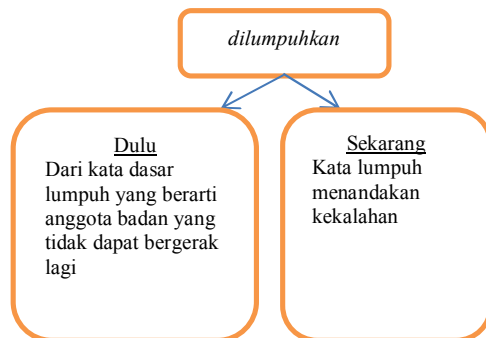 dilumpuhkan
Dulu
Dari kata dasar
lumpuh yang berarti
anggota badan yang
tidak dapat bergerak
lagi
Sekarang
Kata lumpuh
menandakan
kekalahan